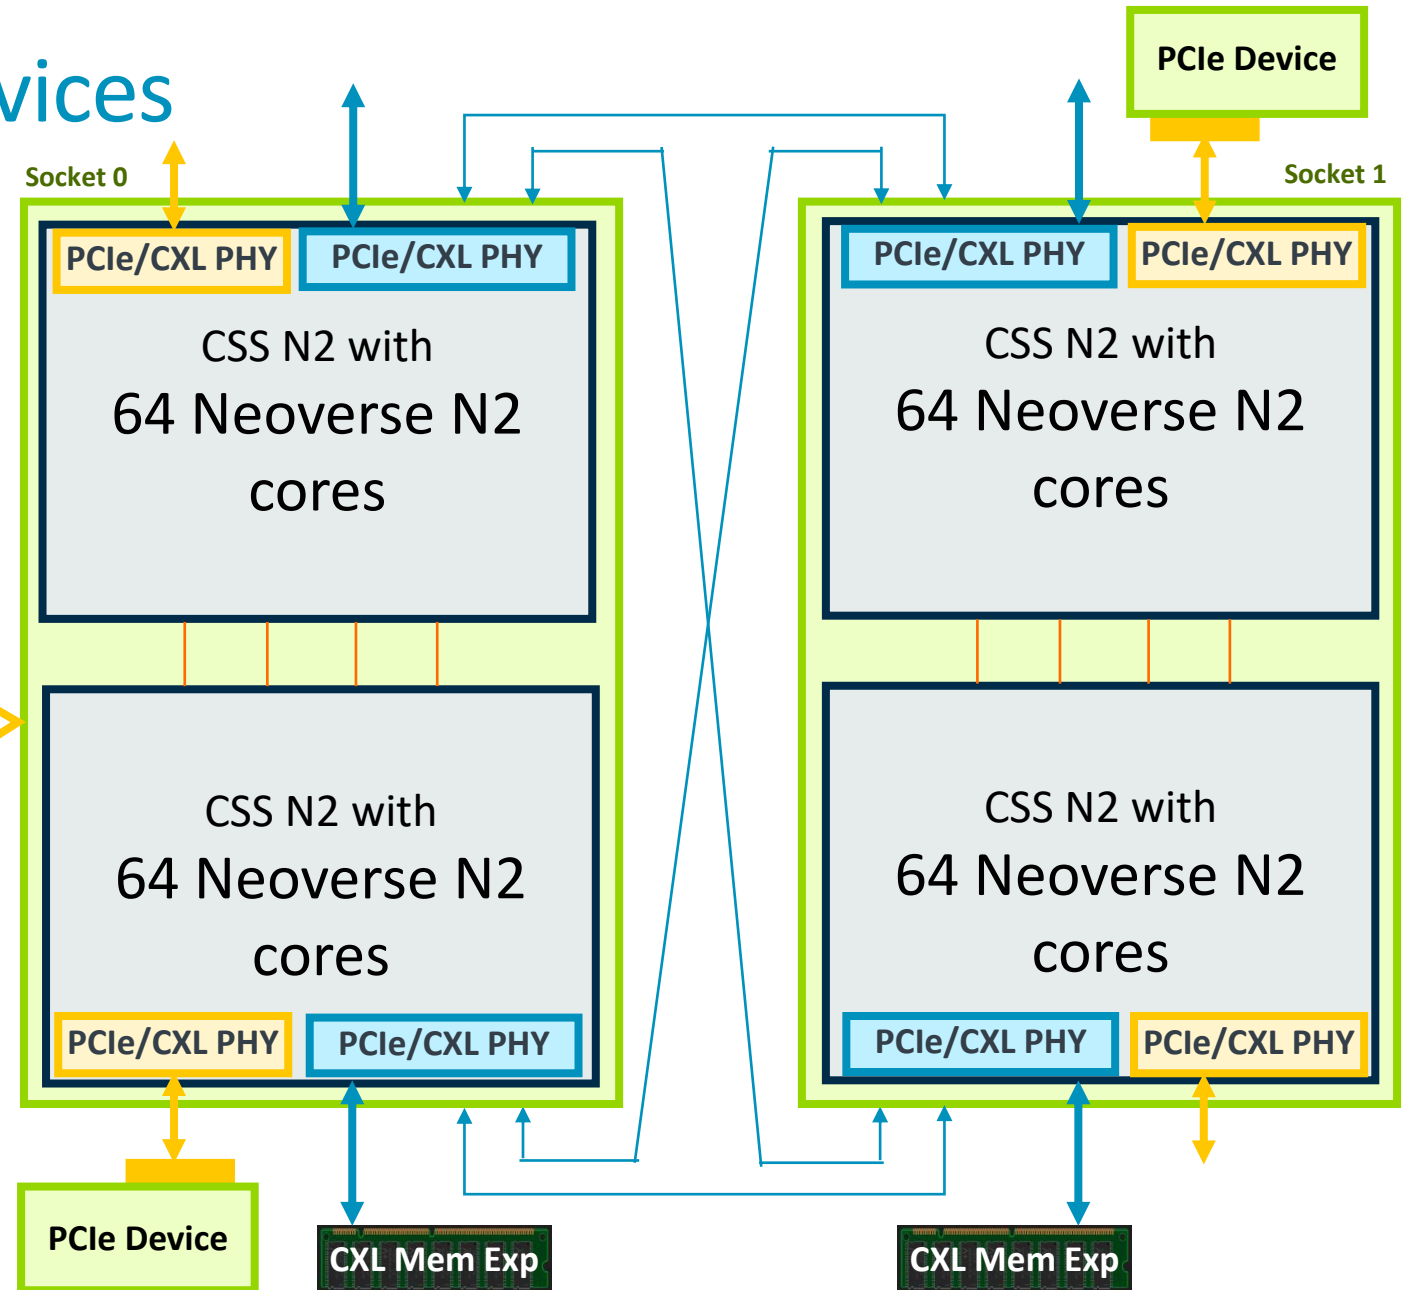 vices
PCIe Device
Socket 0
Socket 1
PCIe/CXL PHY
PCIe/CXL PHY
PCIe/CXL PHY
PCIe/CXL PHY
CSS N2 with
64 Neoverse N2
cores
CSS N2 with
64 Neoverse N2
cores
CSS N2 with
64 Neoverse N2
cores
CSS N2 with
64 Neoverse N2
cores
PCIe/CXL PHY
PCIe/CXL PHY
PCIe/CXL PHY
PCIe/CXL PHY
PCIe Device
CXL Mem Exp
CXL Mem Exp